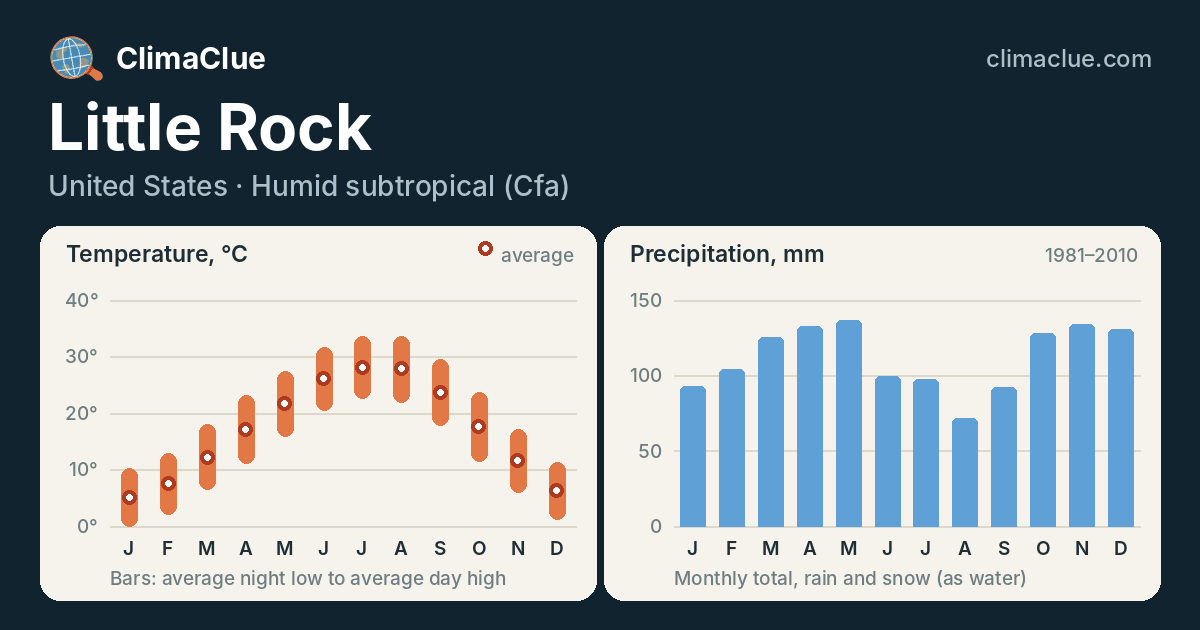 ClimaClue
climaclue.com
Little Rock
United States · Humid subtropical (Cfa)
Temperature, °C
average
40°
30°
20°
10°
0°
J F M A M J J A S O N D
Bars: average night low to average day high
Precipitation, mm
1981–2010
150
100
50
0
J F M A M J J A S O N D
Monthly total, rain and snow (as water)